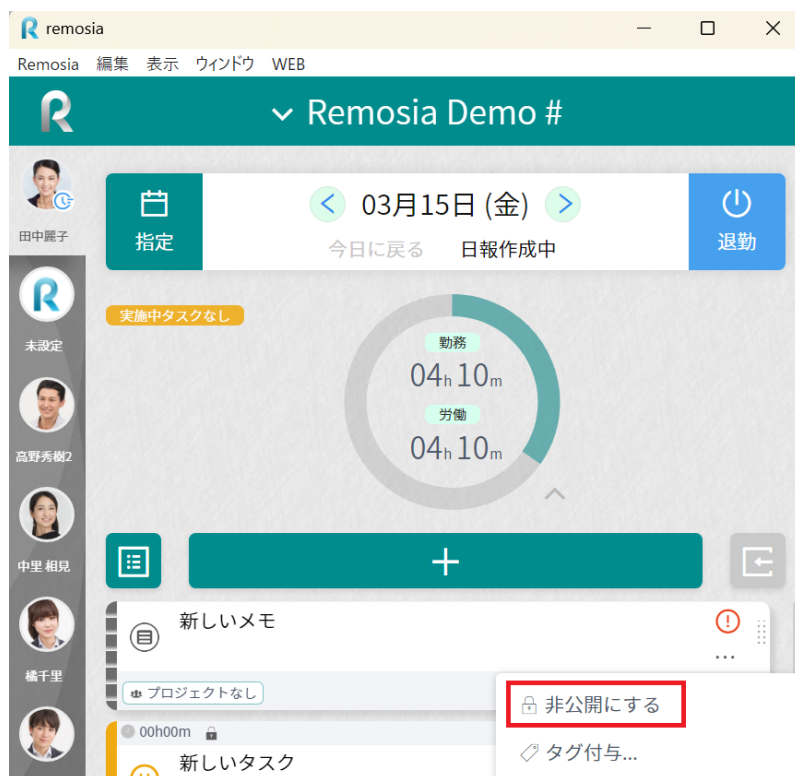 remosia
Remosia 編集 表示 ウィンドウ WEB
Remosia Demo #
田中麗子
指定
03月15日 (金)
今日に戻る 日報作成中
退勤
未設定
実施中タスクなし
勤務
04h 10m
労働
04h 10m
高野秀樹2
中里 相見
+
新しいメモ
...
橘千里
プロジェクトなし
非公開にする
00h00m
タグ付与...
新しいタスク